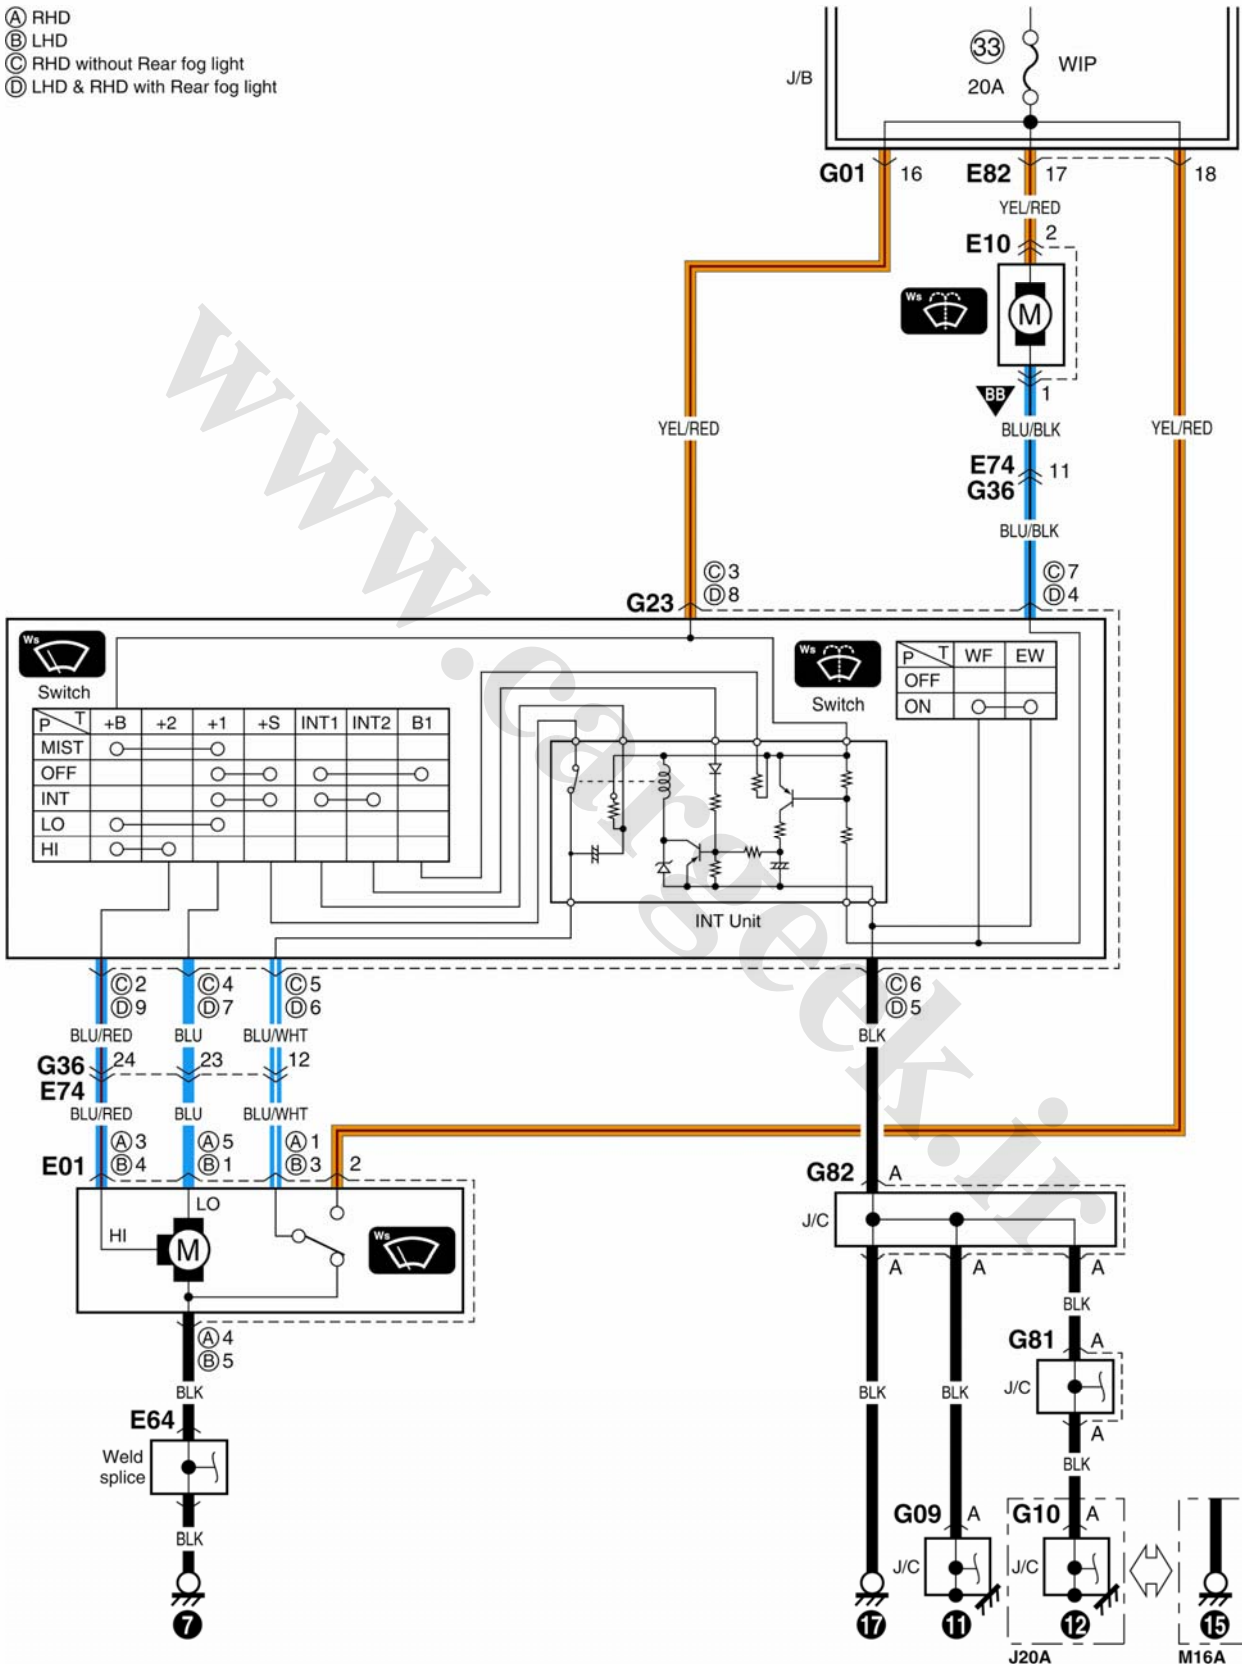 Ⓐ RHD
Ⓑ LHD
Ⓒ RHD without Rear fog light
Ⓓ LHD & RHD with Rear fog light
J/B
33
20A
WIP
G01 16
E82 17
18
YEL/RED
E10 2
Ws
M
BB 1
YEL/RED
BLU/BLK
YEL/RED
E74 11
G36
BLU/BLK
Ⓒ3
Ⓓ8
Ⓒ7
Ⓓ4
G23
Ws
Switch
Ws
Switch
P T WF EW
OFF
ON
P T +B +2 +1 +S INT1 INT2 B1
MIST
OFF
INT
LO
HI
INT Unit
Ⓒ2 Ⓒ4 Ⓒ5 Ⓒ6
Ⓓ9 Ⓓ7 Ⓓ6 Ⓓ5
BLU/RED BLU BLU/WHT BLK
G36 24 23 12
E74
BLU/RED BLU BLU/WHT
Ⓐ3 Ⓐ5 Ⓐ1
E01 Ⓑ4 Ⓑ1 Ⓑ3 2
G82 A
LO
HI
M
Ws
J/C
A A A
BLK
Ⓐ4
Ⓑ5
G81 A
J/C
BLK BLK BLK
E64
A
Weld
splice
BLK
G09 A
G10 A
BLK
J/C
J/C
7 17 11 12 15
J20A M16A
www.cargeek.ir